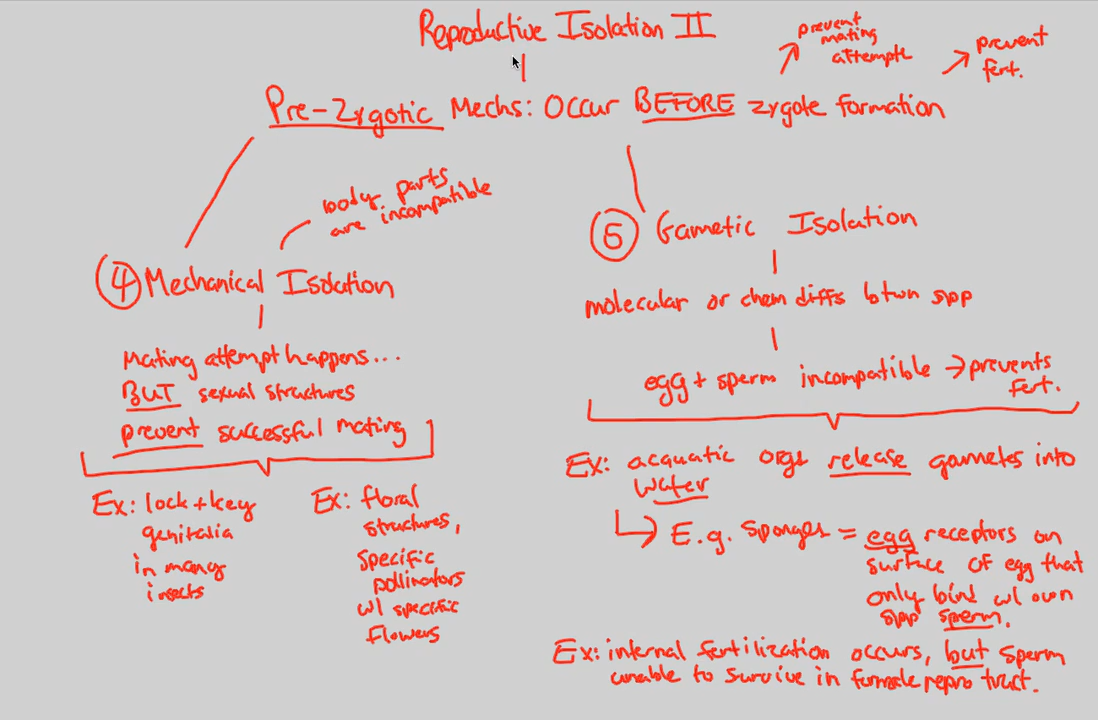 Reproductive Isolation II
prevent
mating
attempts
prevent
fert.
Pre-Zygotic Mechs: Occur BEFORE zygote formation
body parts
are incompatible
④ Mechanical Isolation
Mating attempt happens...
BUT sexual structures
prevent successful mating
Ex: lock + key
genitalia
in many
insects
Ex: floral
structures,
specific
pollinators
w/ specific
flowers
⑤ Gametic Isolation
molecular or chem diffs btwn spp
egg + sperm incompatible → prevents
fert.
Ex: acquatic orgs release gametes into
water
↳ E.g. Sponges = egg receptors on
surface of egg that
only bind w/ own
spp sperm.
Ex: internal fertilization occurs, but sperm
unable to survive in female repro tract.